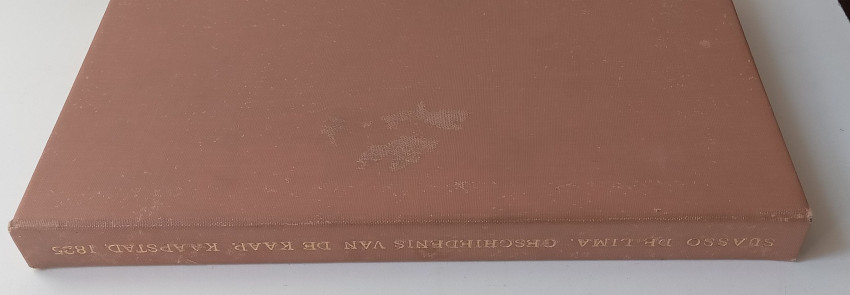 SUASSO DE LIMA. GESCHIEDENIS VAN DE KAAP. KAAPSTAD, 1825